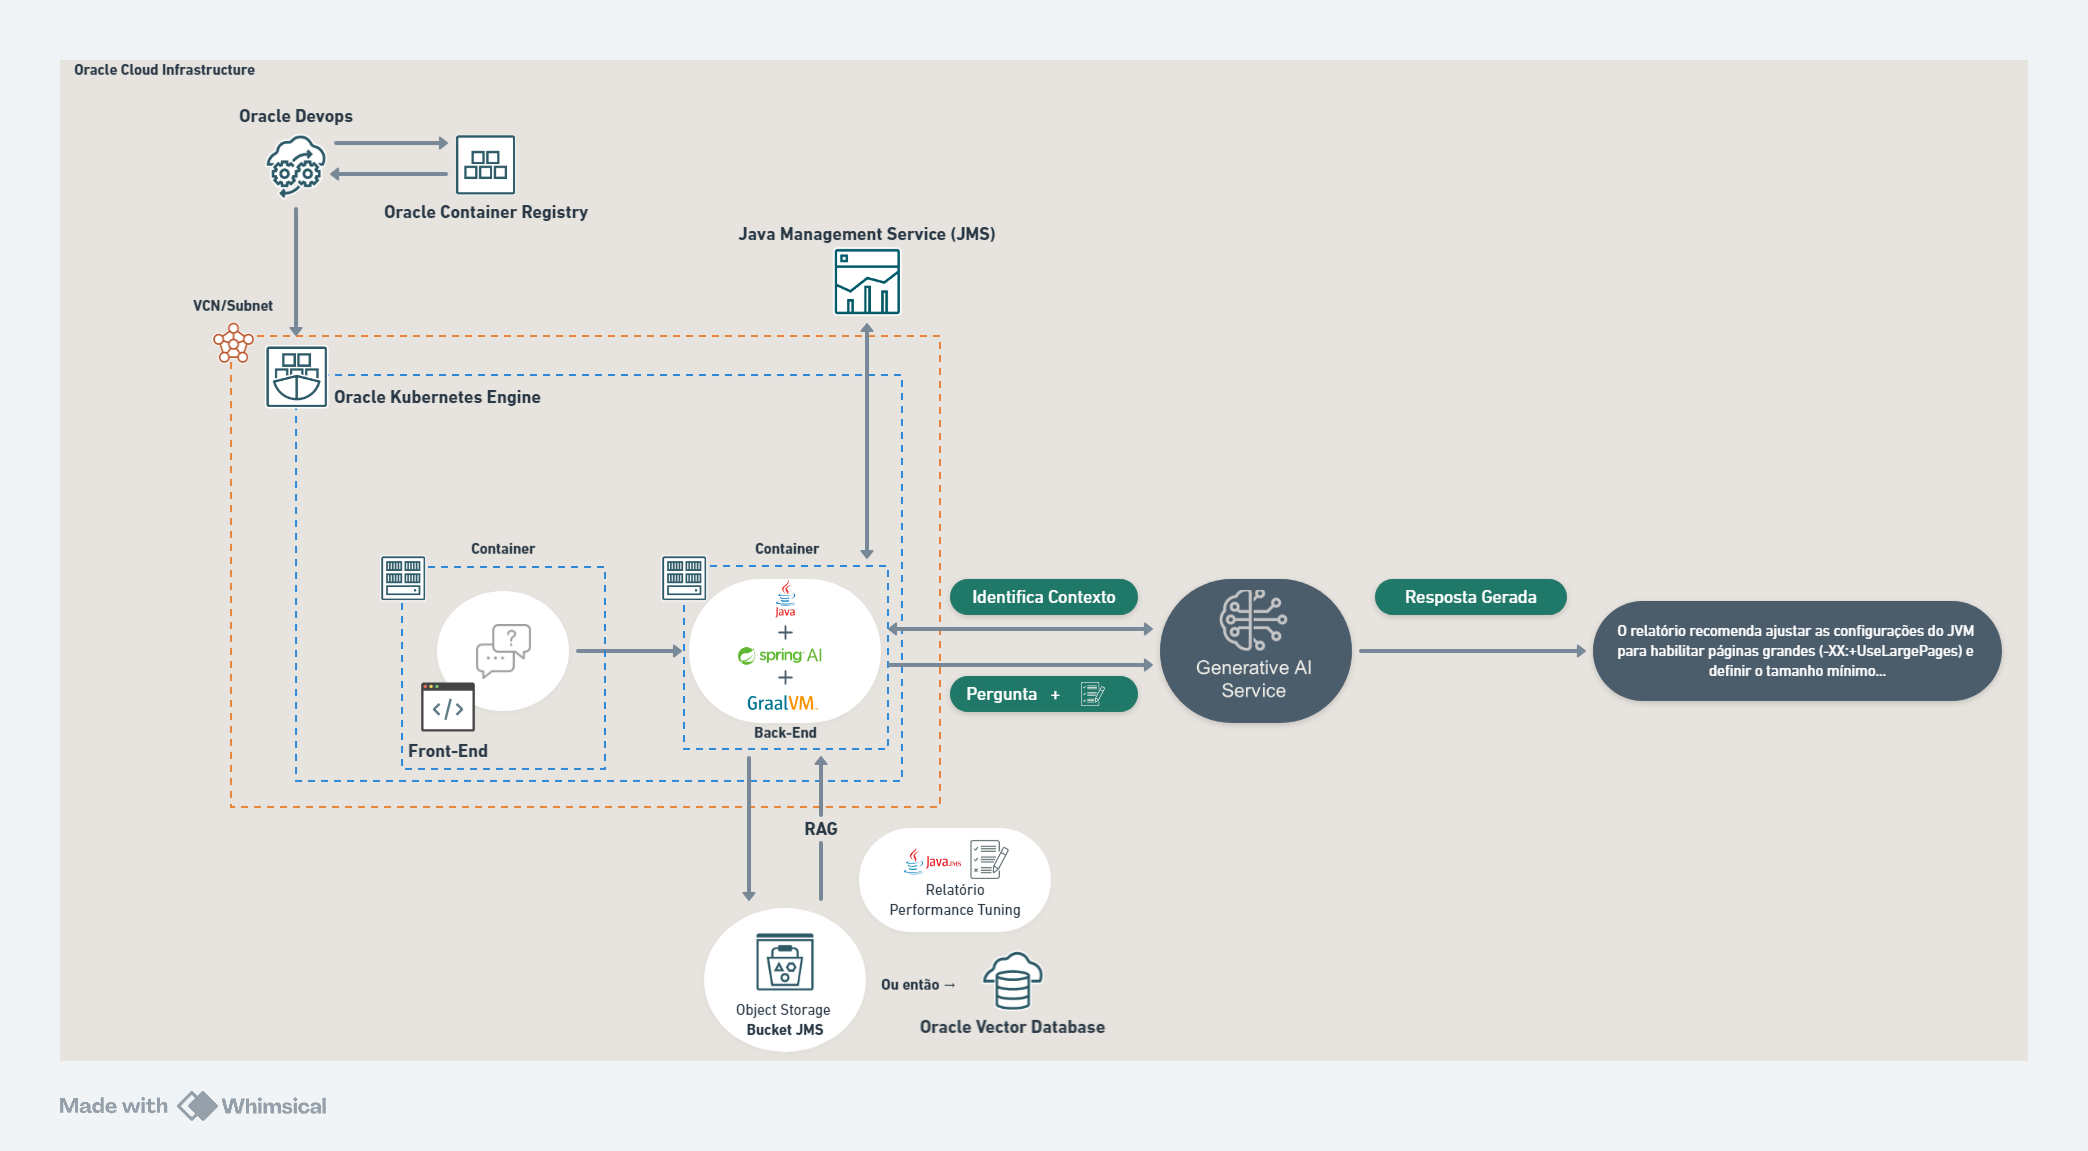 Oracle Cloud Infrastructure
Oracle Devops
Oracle Container Registry
Java Management Service (JMS)
VCN/Subnet
Oracle Kubernetes Engine
Container
Container
Java
+
spring AI
+
GraalVM.
Back-End
Front-End
Identifica Contexto
Pergunta +
Generative AI
Service
Resposta Gerada
O relatório recomenda ajustar as configurações do JVM
para habilitar páginas grandes (-XX:+UseLargePages) e
definir o tamanho mínimo...
RAG
Java JMS
Relatório
Performance Tuning
Object Storage
Bucket JMS
Ou então →
Oracle Vector Database
Made with Whimsical